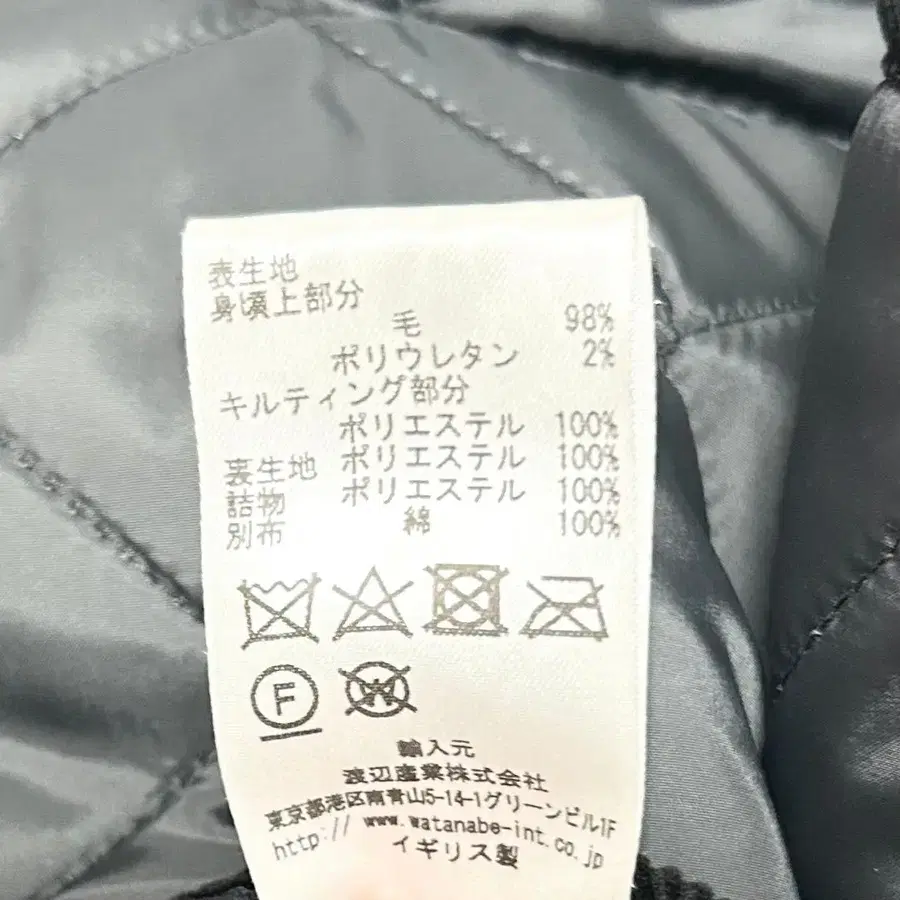 表生地
身頃上部分
毛 98%
ポリウレタン 2%
キルティング部分
ポリエステル 100%
裏生地 ポリエステル 100%
詰物 ポリエステル 100%
別布 綿 100%
F W
輸入元
渡辺産業株式会社
東京都港区南青山5-14-1グリーンビル1F
http:// www.watanabe-int.co.jp
イギリス製